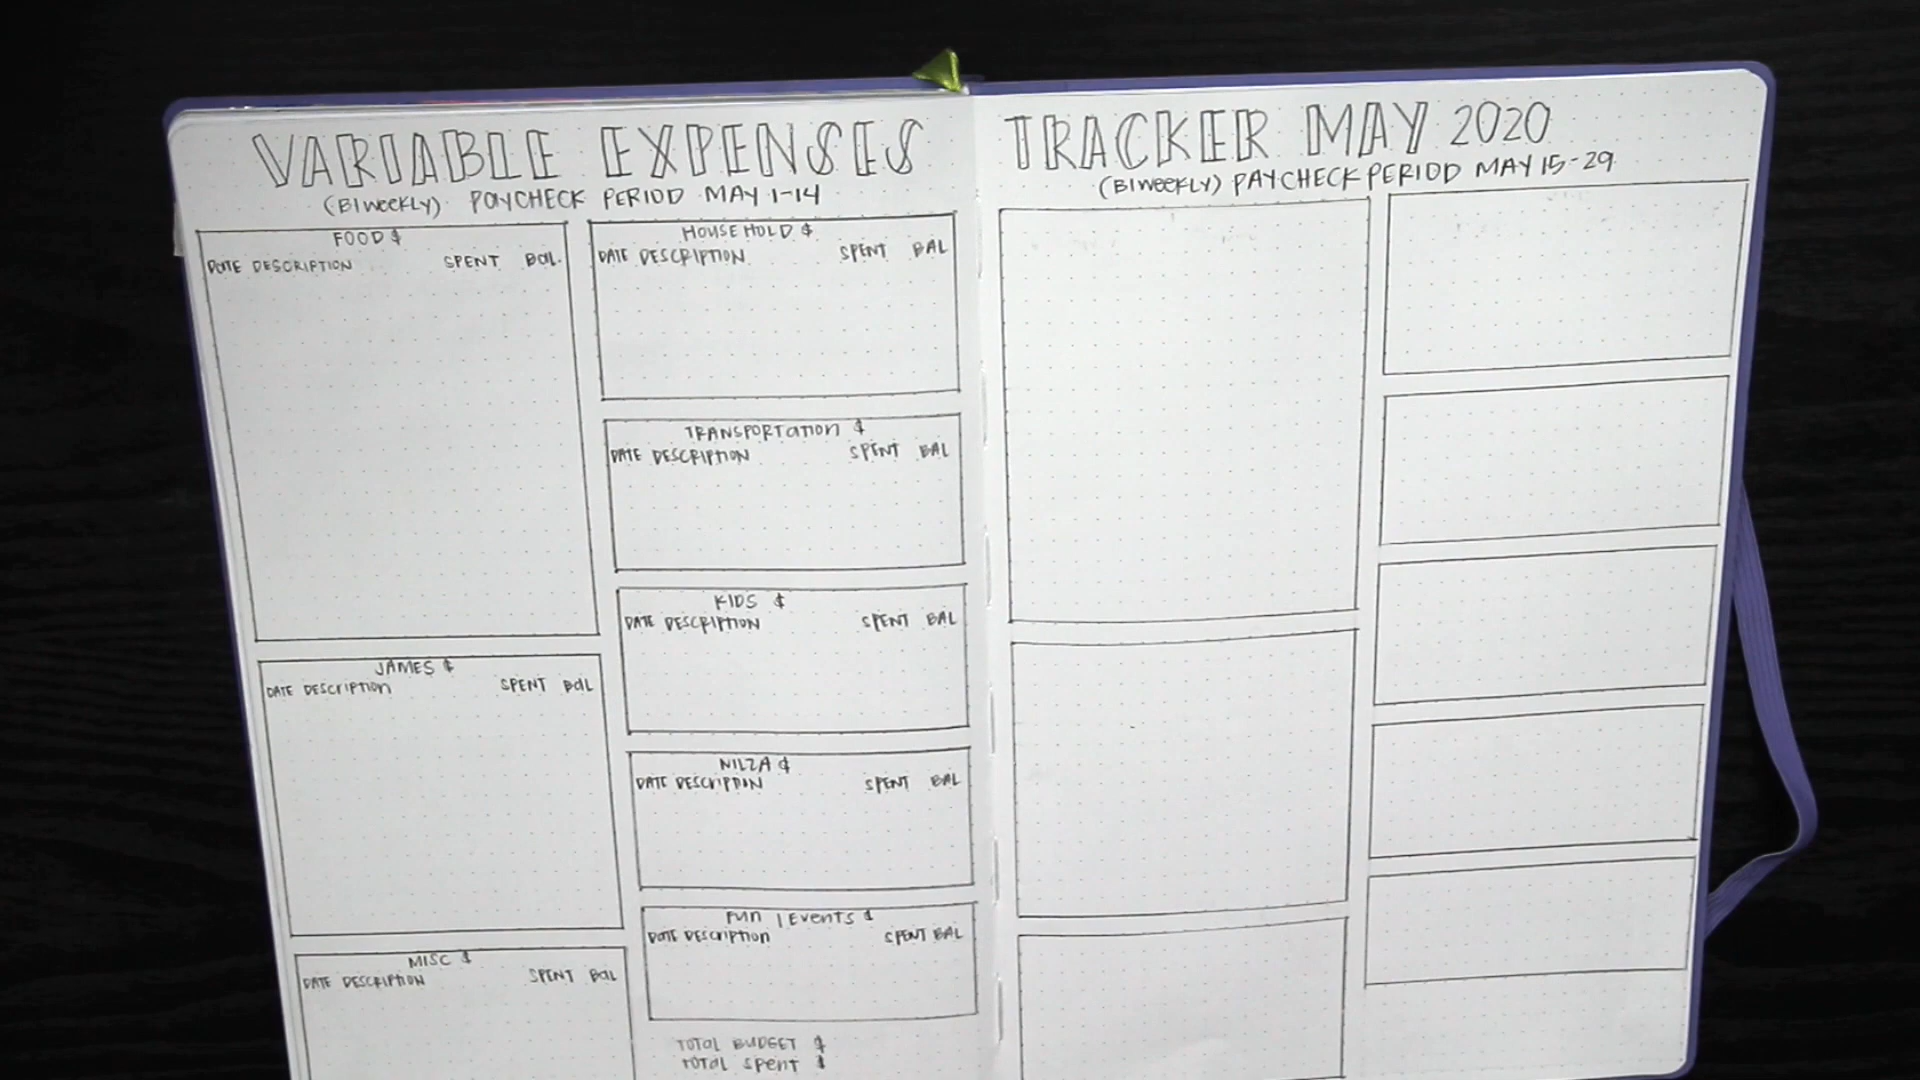 VARIABLE EXPENSES TRACKER MAY 2020
(BIWEEKLY) PAYCHECK PERIOD MAY 1-14
(BIWEEKLY) PAYCHECK PERIOD MAY 15-29
FOOD $
DATE DESCRIPTION SPENT BAL.
JAMES $
DATE DESCRIPTION SPENT BAL
MISC $
DATE DESCRIPTION SPENT BAL
HOUSEHOLD $
DATE DESCRIPTION SPENT BAL
TRANSPORTATION $
DATE DESCRIPTION SPENT BAL
KIDS $
DATE DESCRIPTION SPENT BAL
NILZA $
DATE DESCRIPTION SPENT BAL
FUN / EVENTS $
DATE DESCRIPTION SPENT BAL
TOTAL BUDGET $
TOTAL SPENT $